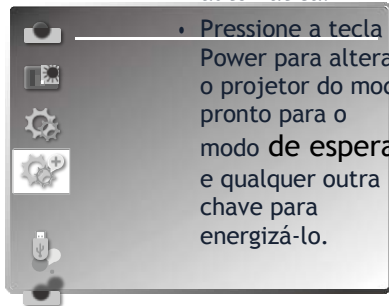 • Pressione a tecla
Power para altera
o projetor do mod
pronto para o
modo de espera
e qualquer outra
chave para
energizá-lo.